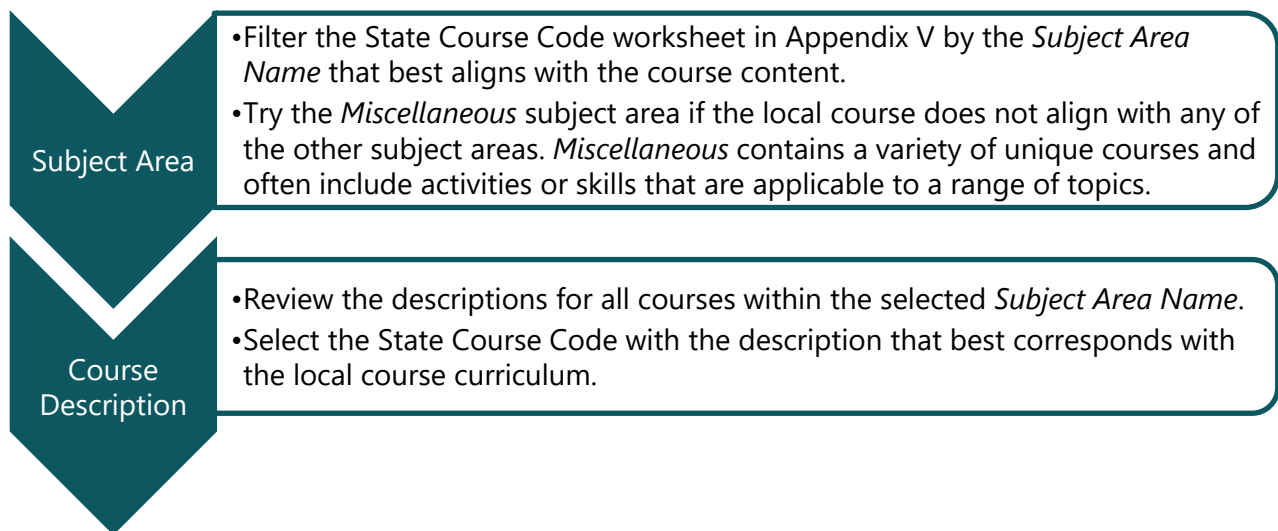 Subject Area
•Filter the State Course Code worksheet in Appendix V by the Subject Area
Name that best aligns with the course content.
•Try the Miscellaneous subject area if the local course does not align with any of
the other subject areas. Miscellaneous contains a variety of unique courses and
often include activities or skills that are applicable to a range of topics.
Course
Description
•Review the descriptions for all courses within the selected Subject Area Name.
•Select the State Course Code with the description that best corresponds with
the local course curriculum.